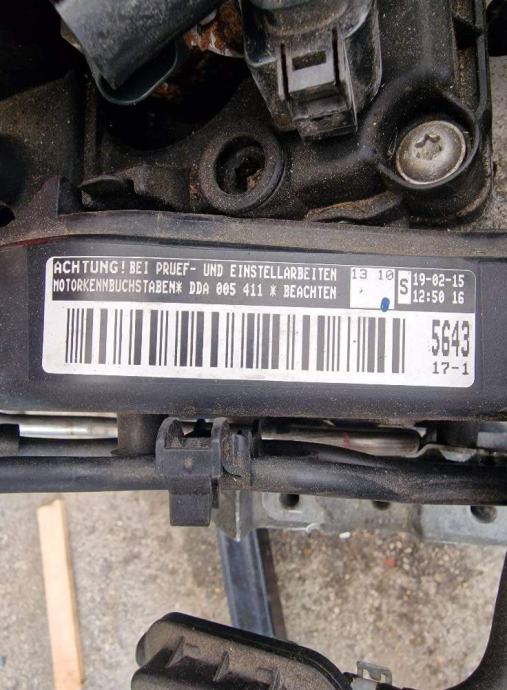 ACHTUNG! BEI PRUEF- UND EINSTELLARBEITEN 13 10 S 19-02-15
MOTORKENNBUCHSTABEN* DDA 005 411 * BEACHTEN 12:50 16
5643
17-1